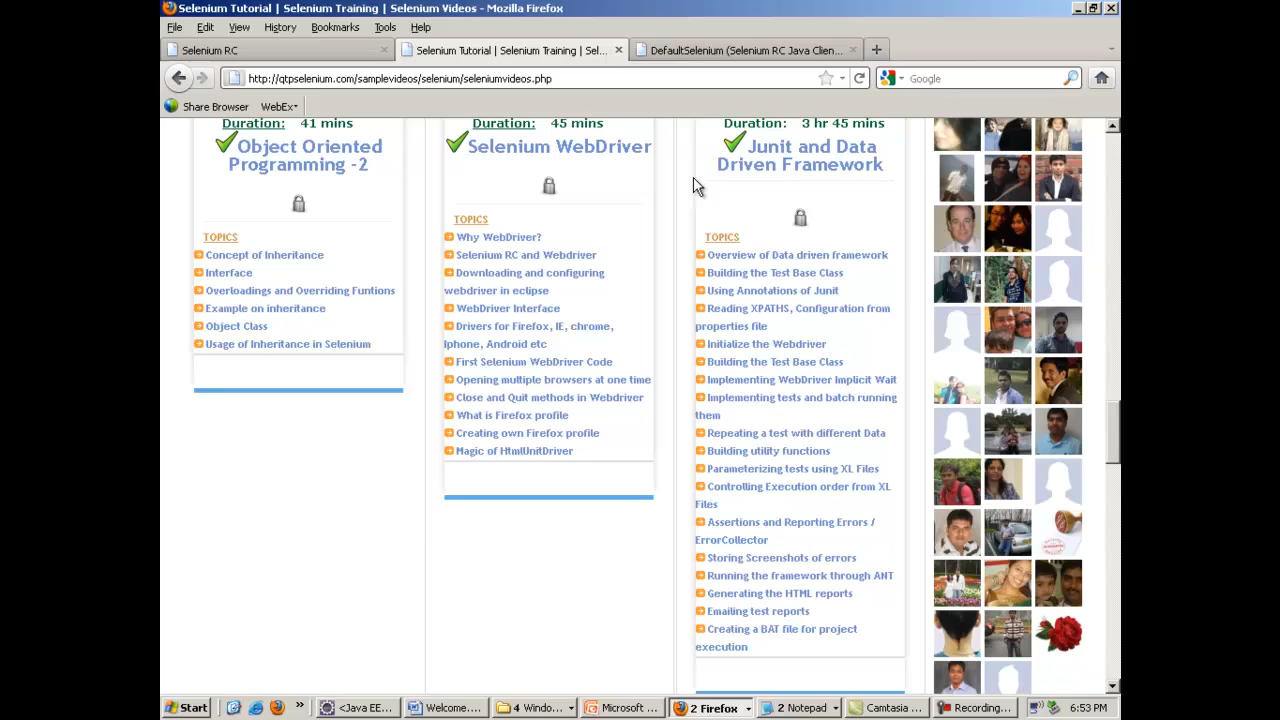 Selenium Tutorial | Selenium Training | Selenium Videos - Mozilla Firefox
File Edit View History Bookmarks Tools Help
Selenium RC
Selenium Tutorial | Selenium Training | Sel...
DefaultSelenium (Selenium RC Java Clien...
http://qtpselenium.com/samplevideos/selenium/seleniumvideos.php
Google
Share Browser WebEx
Duration: 41 mins
Object Oriented
Programming -2
TOPICS
Concept of Inheritance
Interface
Overloadings and Overriding Funtions
Example on inheritance
Object Class
Usage of Inheritance in Selenium
Duration: 45 mins
Selenium WebDriver
TOPICS
Why WebDriver?
Selenium RC and Webdriver
Downloading and configuring
webdriver in eclipse
WebDriver Interface
Drivers for Firefox, IE, chrome,
Iphone, Android etc
First Selenium WebDriver Code
Opening multiple browsers at one time
Close and Quit methods in Webdriver
What is Firefox profile
Creating own Firefox profile
Magic of HtmlUnitDriver
Duration: 3 hr 45 mins
Junit and Data
Driven Framework
TOPICS
Overview of Data driven framework
Building the Test Base Class
Using Annotations of Junit
Reading XPATHS, Configuration from
properties file
Initialize the Webdriver
Building the Test Base Class
Implementing WebDriver Implicit Wait
Implementing tests and batch running
them
Repeating a test with different Data
Building utility functions
Parameterizing tests using XL Files
Controlling Execution order from XL
Files
Assertions and Reporting Errors /
ErrorCollector
Storing Screenshots of errors
Running the framework through ANT
Generating the HTML reports
Emailing test reports
Creating a BAT file for project
execution
Start
<Java EE...
Welcome....
4 Windo...
Microsoft ...
2 Firefox
2 Notepad
Camtasia ...
Recording...
6:53 PM